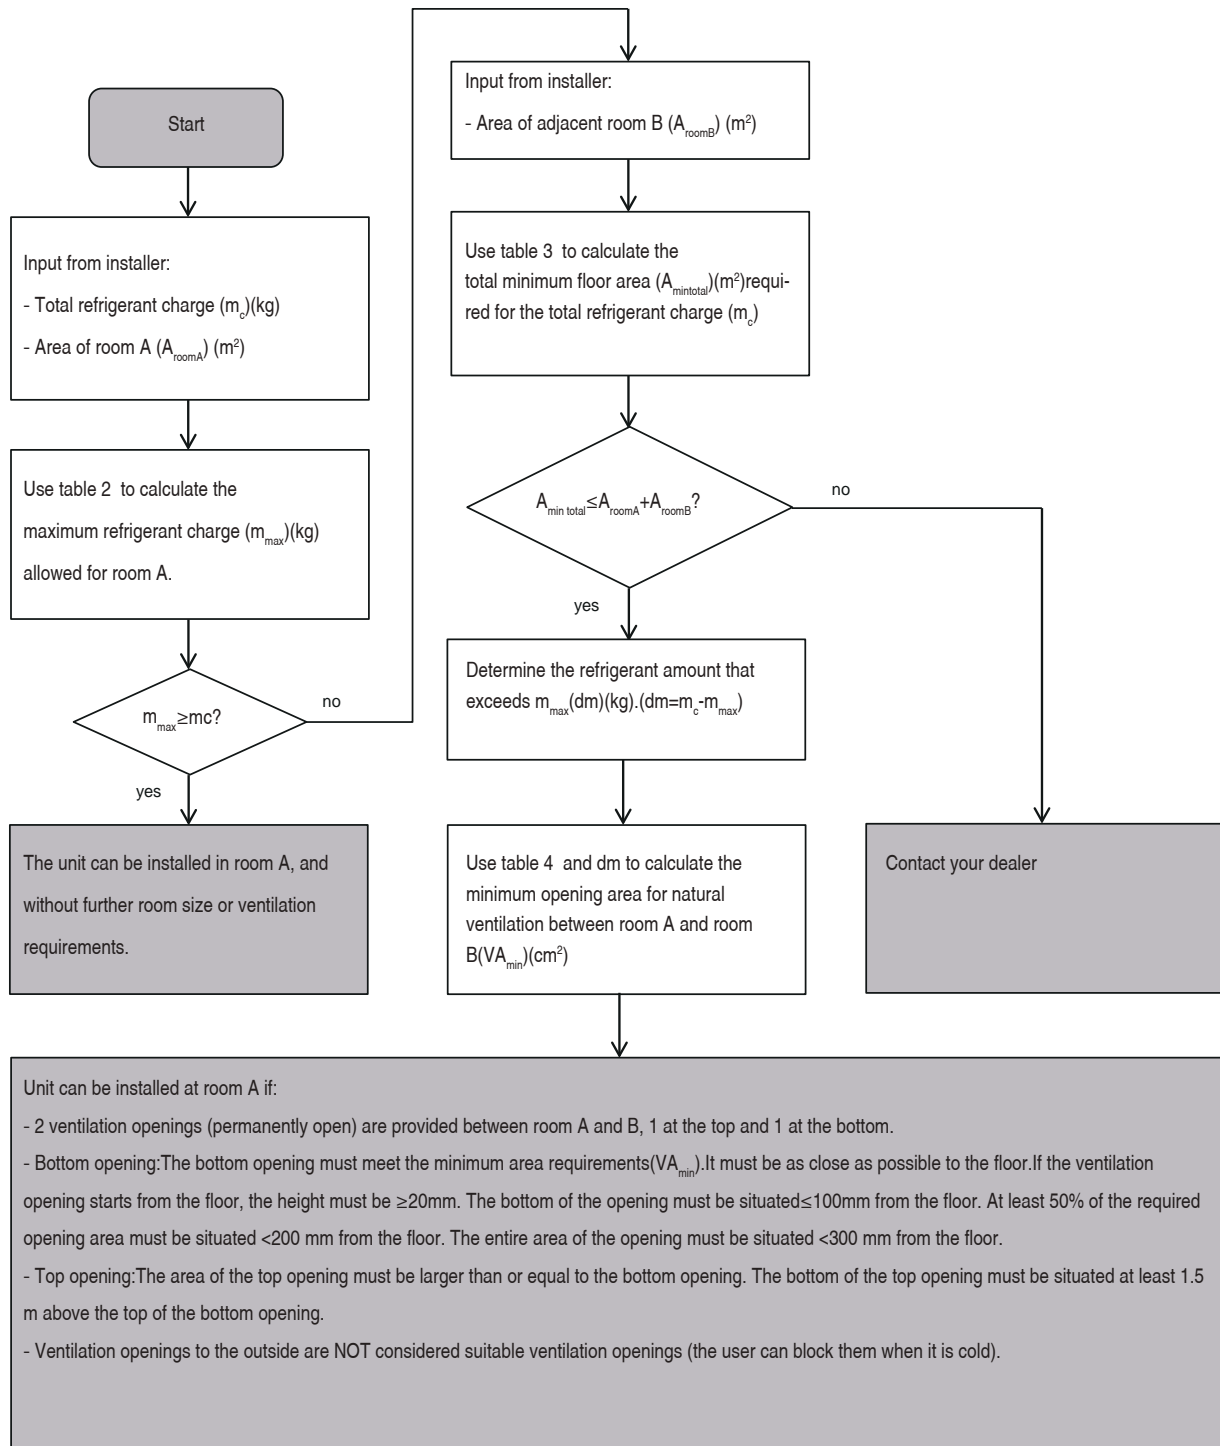 Start
Input from installer:
- Total refrigerant charge (mc)(kg)
- Area of room A (AroomA) (m²)
Use table 2 to calculate the
maximum refrigerant charge (mmax)(kg)
allowed for room A.
mmax≥mc?
no
yes
The unit can be installed in room A, and
without further room size or ventilation
requirements.
Input from installer:
- Area of adjacent room B (AroomB) (m²)
Use table 3 to calculate the
total minimum floor area (Amintotal)(m²)requi-
red for the total refrigerant charge (mc)
Amin total≤AroomA+AroomB?
no
yes
Determine the refrigerant amount that
exceeds mmax(dm)(kg).(dm=mc-mmax)
Use table 4 and dm to calculate the
minimum opening area for natural
ventilation between room A and room
B(VAmin)(cm²)
Contact your dealer
Unit can be installed at room A if:
- 2 ventilation openings (permanently open) are provided between room A and B, 1 at the top and 1 at the bottom.
- Bottom opening:The bottom opening must meet the minimum area requirements(VAmin).It must be as close as possible to the floor.If the ventilation
opening starts from the floor, the height must be ≥20mm. The bottom of the opening must be situated≤100mm from the floor. At least 50% of the required
opening area must be situated <200 mm from the floor. The entire area of the opening must be situated <300 mm from the floor.
- Top opening:The area of the top opening must be larger than or equal to the bottom opening. The bottom of the top opening must be situated at least 1.5
m above the top of the bottom opening.
- Ventilation openings to the outside are NOT considered suitable ventilation openings (the user can block them when it is cold).